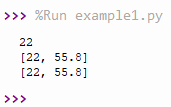 >>> %Run example1.py
22
[22, 55.8]
[22, 55.8]
>>>